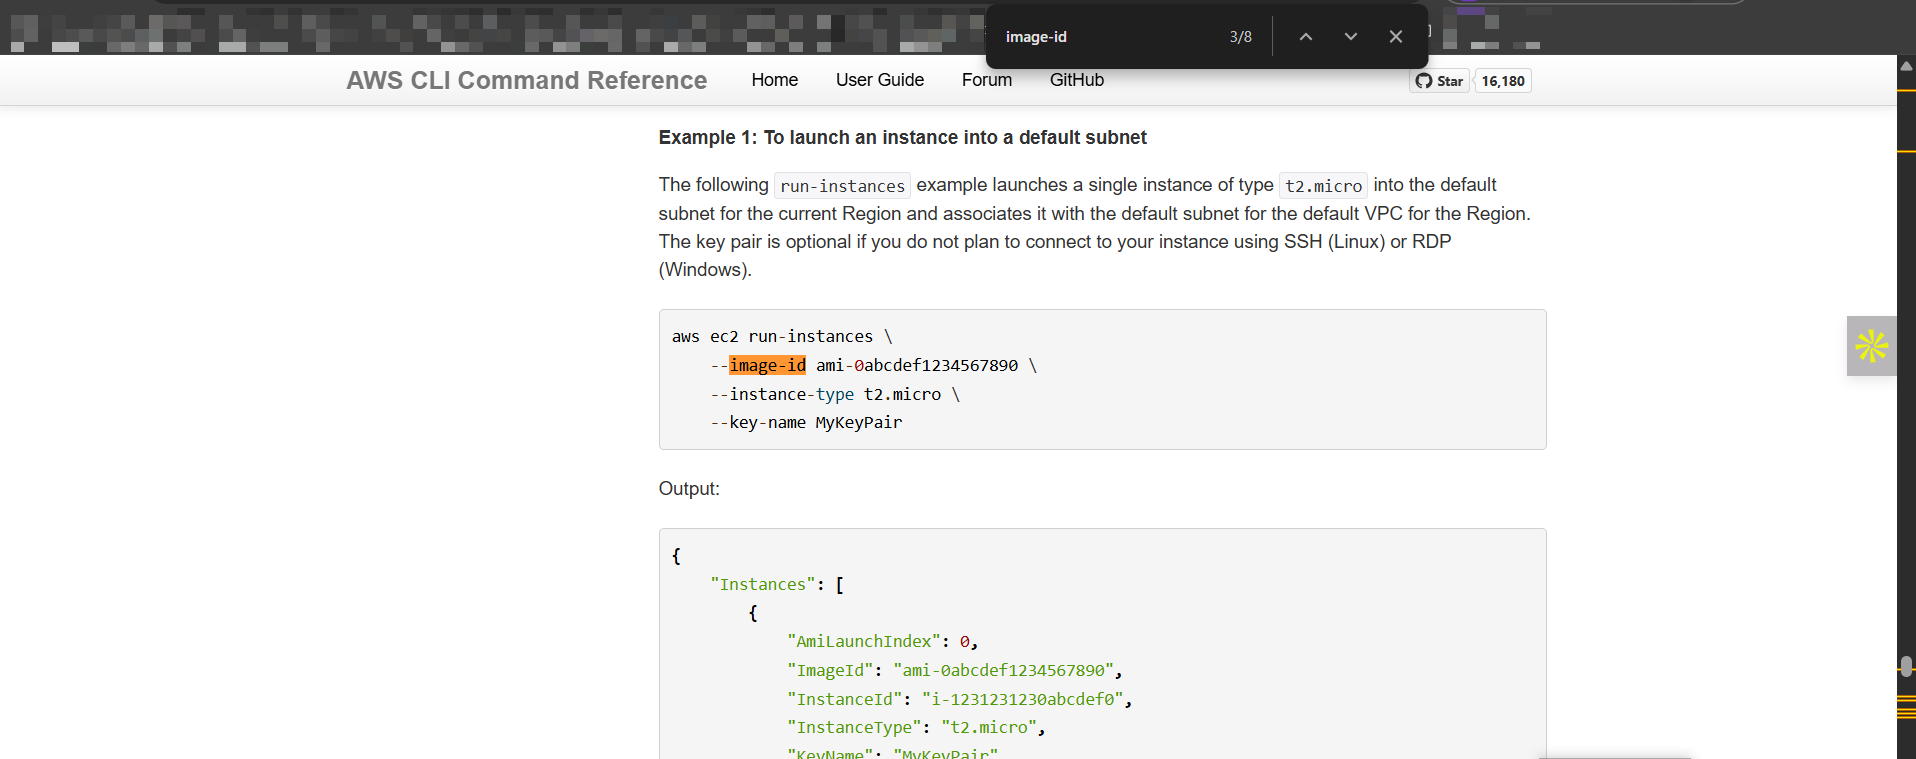 image-id 3/8
AWS CLI Command Reference Home User Guide Forum GitHub Star 16,180
Example 1: To launch an instance into a default subnet
The following run-instances example launches a single instance of type t2.micro into the default
subnet for the current Region and associates it with the default subnet for the default VPC for the Region.
The key pair is optional if you do not plan to connect to your instance using SSH (Linux) or RDP
(Windows).
aws ec2 run-instances \
--image-id ami-0abcdef1234567890 \
--instance-type t2.micro \
--key-name MyKeyPair
Output:
{
"Instances": [
{
"AmiLaunchIndex": 0,
"ImageId": "ami-0abcdef1234567890",
"InstanceId": "i-1231231230abcdef0",
"InstanceType": "t2.micro",
"KeyName": "MyKeyPair"